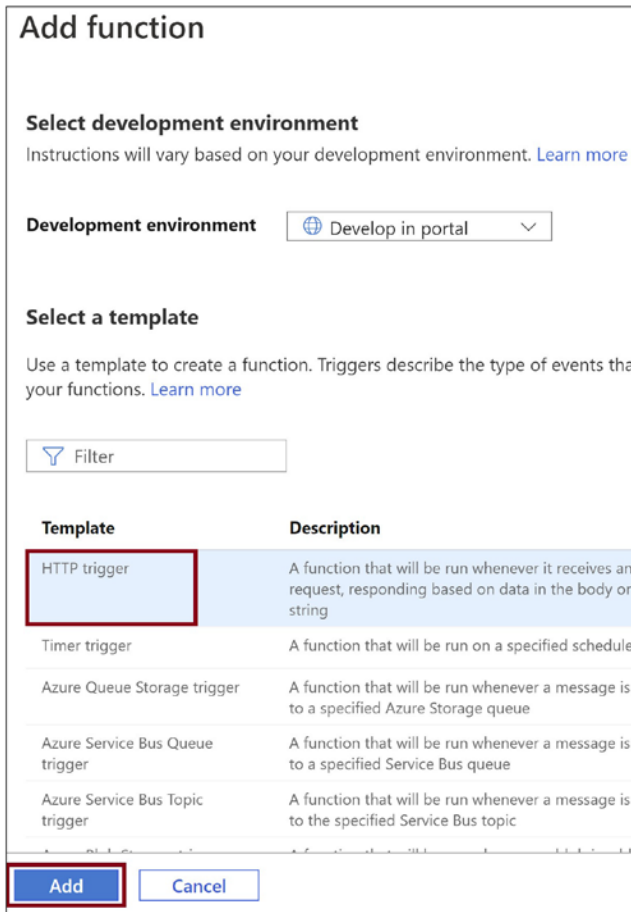 Add function
Select development environment
Instructions will vary based on your development environment. Learn more
Development environment
Develop in portal
Select a template
Use a template to create a function. Triggers describe the type of events tha
your functions. Learn more
Filter
Template Description
HTTP trigger A function that will be run whenever it receives an
request, responding based on data in the body or
string
Timer trigger A function that will be run on a specified schedule
Azure Queue Storage trigger A function that will be run whenever a message is
to a specified Azure Storage queue
Azure Service Bus Queue A function that will be run whenever a message is
trigger to a specified Service Bus queue
Azure Service Bus Topic A function that will be run whenever a message is
trigger to the specified Service Bus topic
Add Cancel